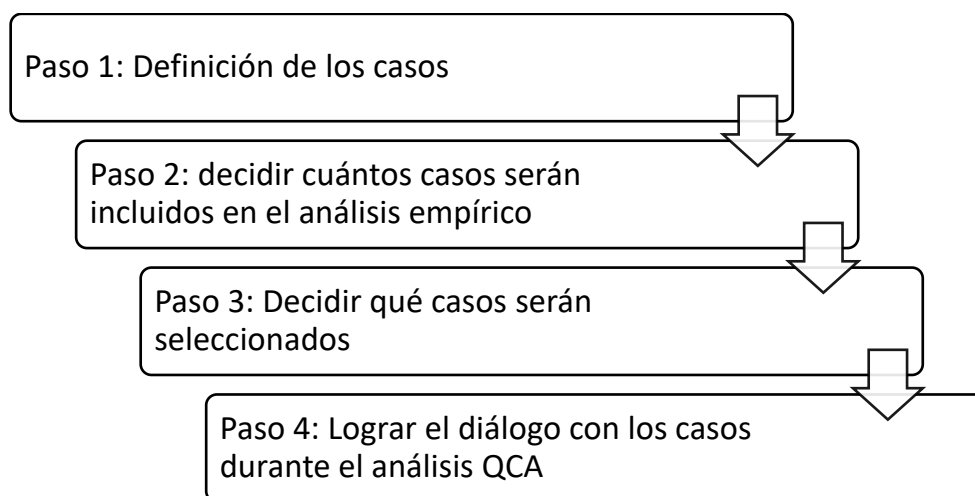 Paso 1: Definición de los casos
Paso 2: decidir cuántos casos serán
incluidos en el análisis empírico
Paso 3: Decidir qué casos serán
seleccionados
Paso 4: Lograr el diálogo con los casos
durante el análisis QCA